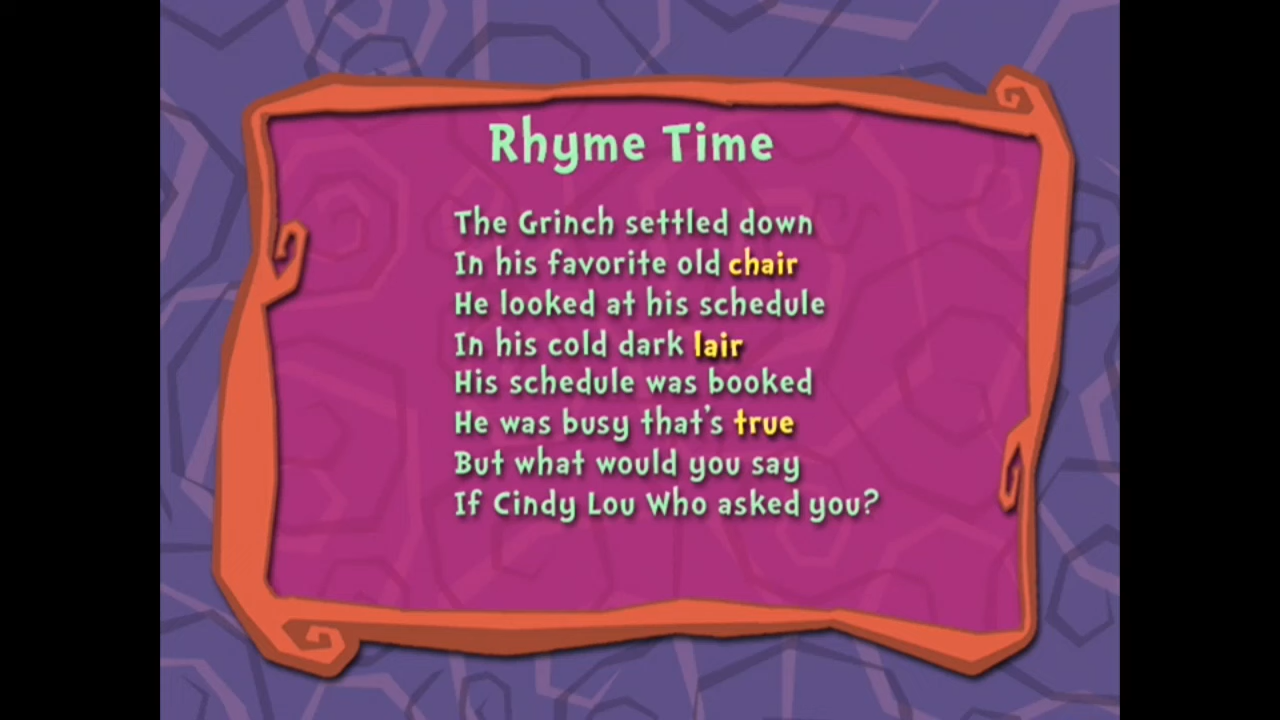 Rhyme Time
The Grinch settled down
In his favorite old chair
He looked at his schedule
In his cold dark lair
His schedule was booked
He was busy that's true
But what would you say
If Cindy Lou Who asked you?